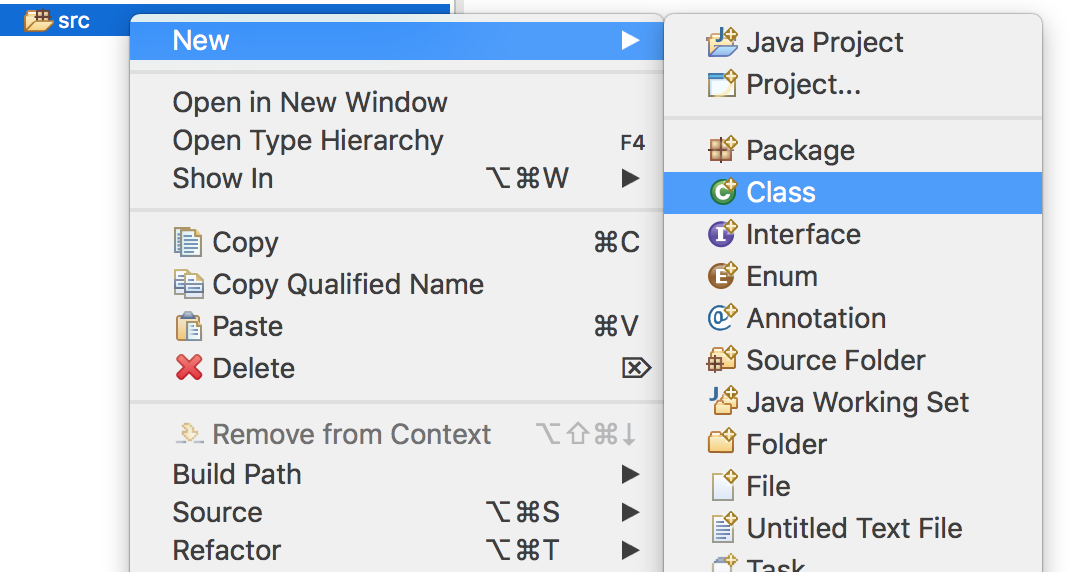 src
New
Open in New Window
Open Type Hierarchy F4
Show In ⌥⌘W
Copy ⌘C
Copy Qualified Name
Paste ⌘V
Delete ⌦
Remove from Context ⌥⇧⌘↓
Build Path
Source ⌥⌘S
Refactor ⌥⌘T
Java Project
Project...
Package
Class
Interface
Enum
Annotation
Source Folder
Java Working Set
Folder
File
Untitled Text File
Task